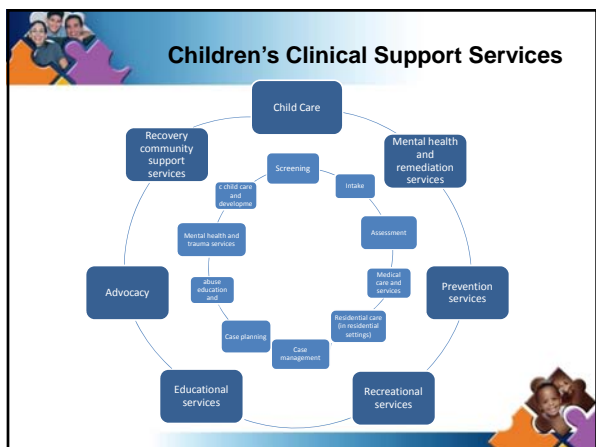 Children's Clinical Support Services
Child Care
Mental health
and
remediation
services
Prevention
services
Recreational
services
Educational
services
Advocacy
Recovery
community
support
services
Screening
Intake
Assessment
Medical
care and
services
Residential care
(in residential
settings)
Case
management
Case planning
abuse
education
and
Mental health and
trauma services
c child care
and
developme